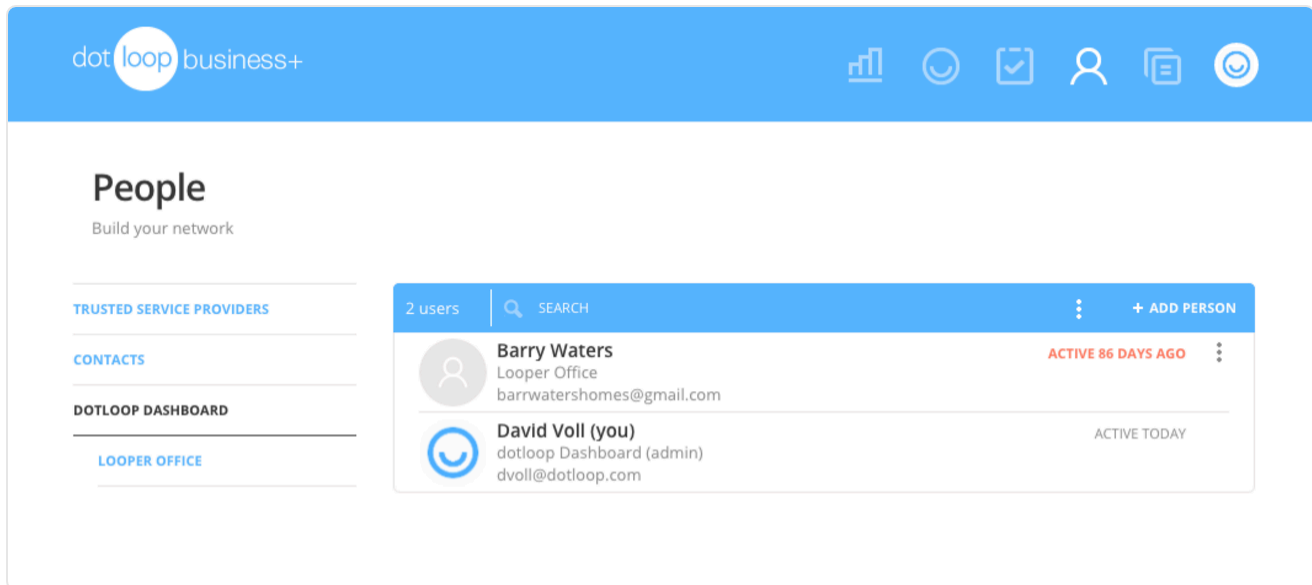 dot loop business+
People
Build your network
TRUSTED SERVICE PROVIDERS
CONTACTS
DOTLOOP DASHBOARD
LOOPER OFFICE
2 users SEARCH + ADD PERSON
Barry Waters ACTIVE 86 DAYS AGO
Looper Office
barrwatershomes@gmail.com
David Voll (you) ACTIVE TODAY
dotloop Dashboard (admin)
dvoll@dotloop.com